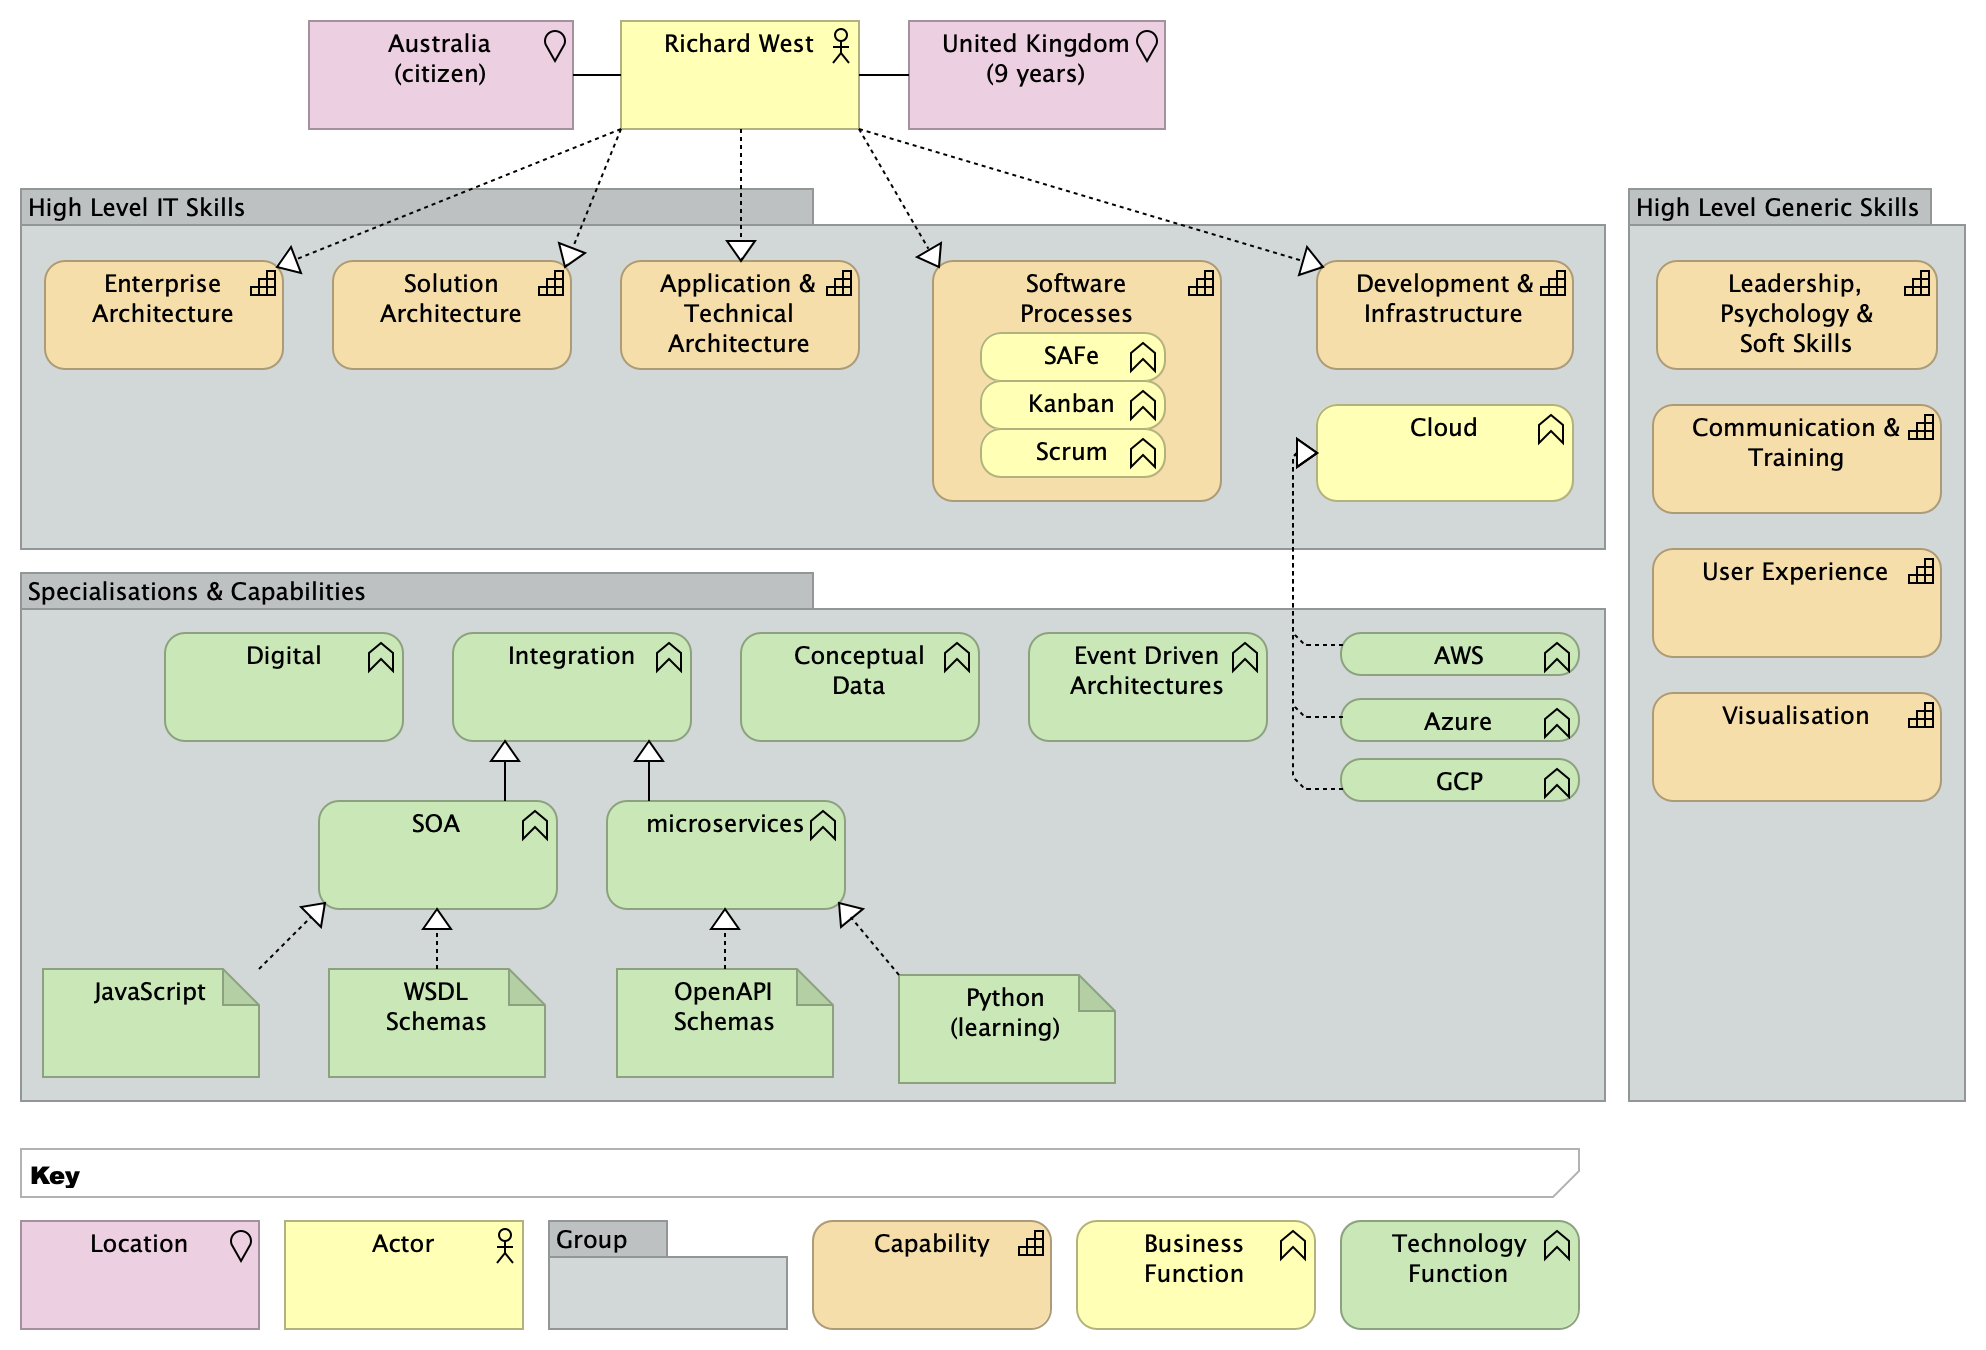 Australia
(citizen)
Richard West
United Kingdom
(9 years)
High Level IT Skills
Enterprise
Architecture
Solution
Architecture
Application &
Technical
Architecture
Software
Processes
SAFe
Kanban
Scrum
Development &
Infrastructure
Cloud
High Level Generic Skills
Leadership,
Psychology &
Soft Skills
Communication &
Training
User Experience
Visualisation
Specialisations & Capabilities
Digital
Integration
Conceptual
Data
Event Driven
Architectures
AWS
Azure
GCP
SOA
microservices
JavaScript
WSDL
Schemas
OpenAPI
Schemas
Python
(learning)
Key
Location
Actor
Group
Capability
Business
Function
Technology
Function